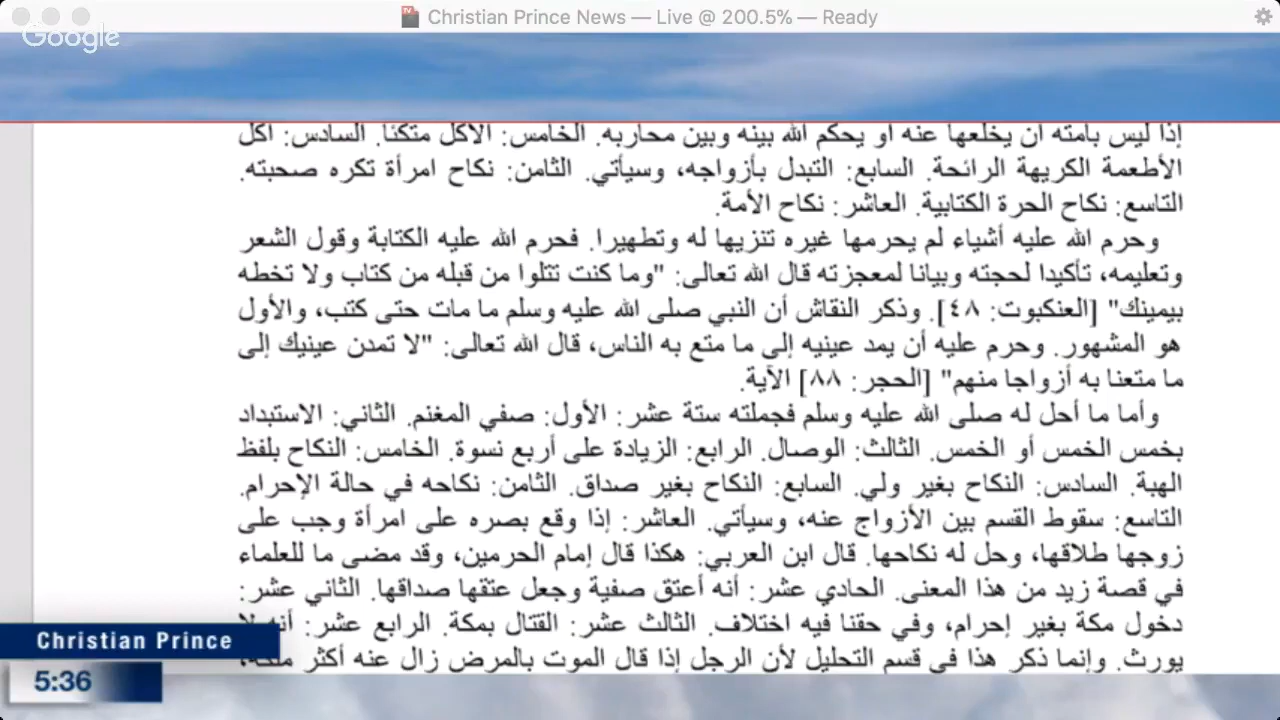 Christian Prince News — Live @ 200.5% — Ready
Google
إذا ليس بأمته أن يخلعها عنه أو يحكم الله بينه وبين محاربه. الخامس: الأكل متكئا. السادس: أكل
الأطعمة الكريهة الرائحة. السابع: التبدل بأزواجه، وسيأتي. الثامن: نكاح امرأة تكره صحبته.
التاسع: نكاح الحرة الكتابية. العاشر: نكاح الأمة.
وحرم الله عليه أشياء لم يحرمها غيره تنزيها له وتطهيرا. فحرم الله عليه الكتابة وقول الشعر
وتعليمه، تأكيدا لحجته وبيانا لمعجزته قال الله تعالى: "وما كنت تتلوا من قبله من كتاب ولا تخطه
بيمينك" [العنكبوت: ٤٨]. وذكر النقاش أن النبي صلى الله عليه وسلم ما مات حتى كتب، والأول
هو المشهور. وحرم عليه أن يمد عينيه إلى ما متع به الناس، قال الله تعالى: "لا تمدن عينيك إلى
ما متعنا به أزواجا منهم" [الحجر: ٨٨] الآية.
وأما ما أحل له صلى الله عليه وسلم فجملته ستة عشر: الأول: صفي المغنم. الثاني: الاستبداد
بخمس الخمس أو الخمس. الثالث: الوصال. الرابع: الزيادة على أربع نسوة. الخامس: النكاح بلفظ
الهبة. السادس: النكاح بغير ولي. السابع: النكاح بغير صداق. الثامن: نكاحه في حالة الإحرام.
التاسع: سقوط القسم بين الأزواج عنه، وسيأتي. العاشر: إذا وقع بصره على امرأة وجب على
زوجها طلاقها، وحل له نكاحها. قال ابن العربي: هكذا قال إمام الحرمين، وقد مضى ما للعلماء
في قصة زيد من هذا المعنى. الحادي عشر: أنه أعتق صفية وجعل عتقها صداقها. الثاني عشر:
دخول مكة بغير إحرام، وفي حقنا فيه اختلاف. الثالث عشر: القتال بمكة. الرابع عشر: أنه لا
يورث. وإنما ذكر هذا في قسم التحليل لأن الرجل إذا قال الموت بالمرض زال عنه أكثر ملكه،
Christian Prince
5:36